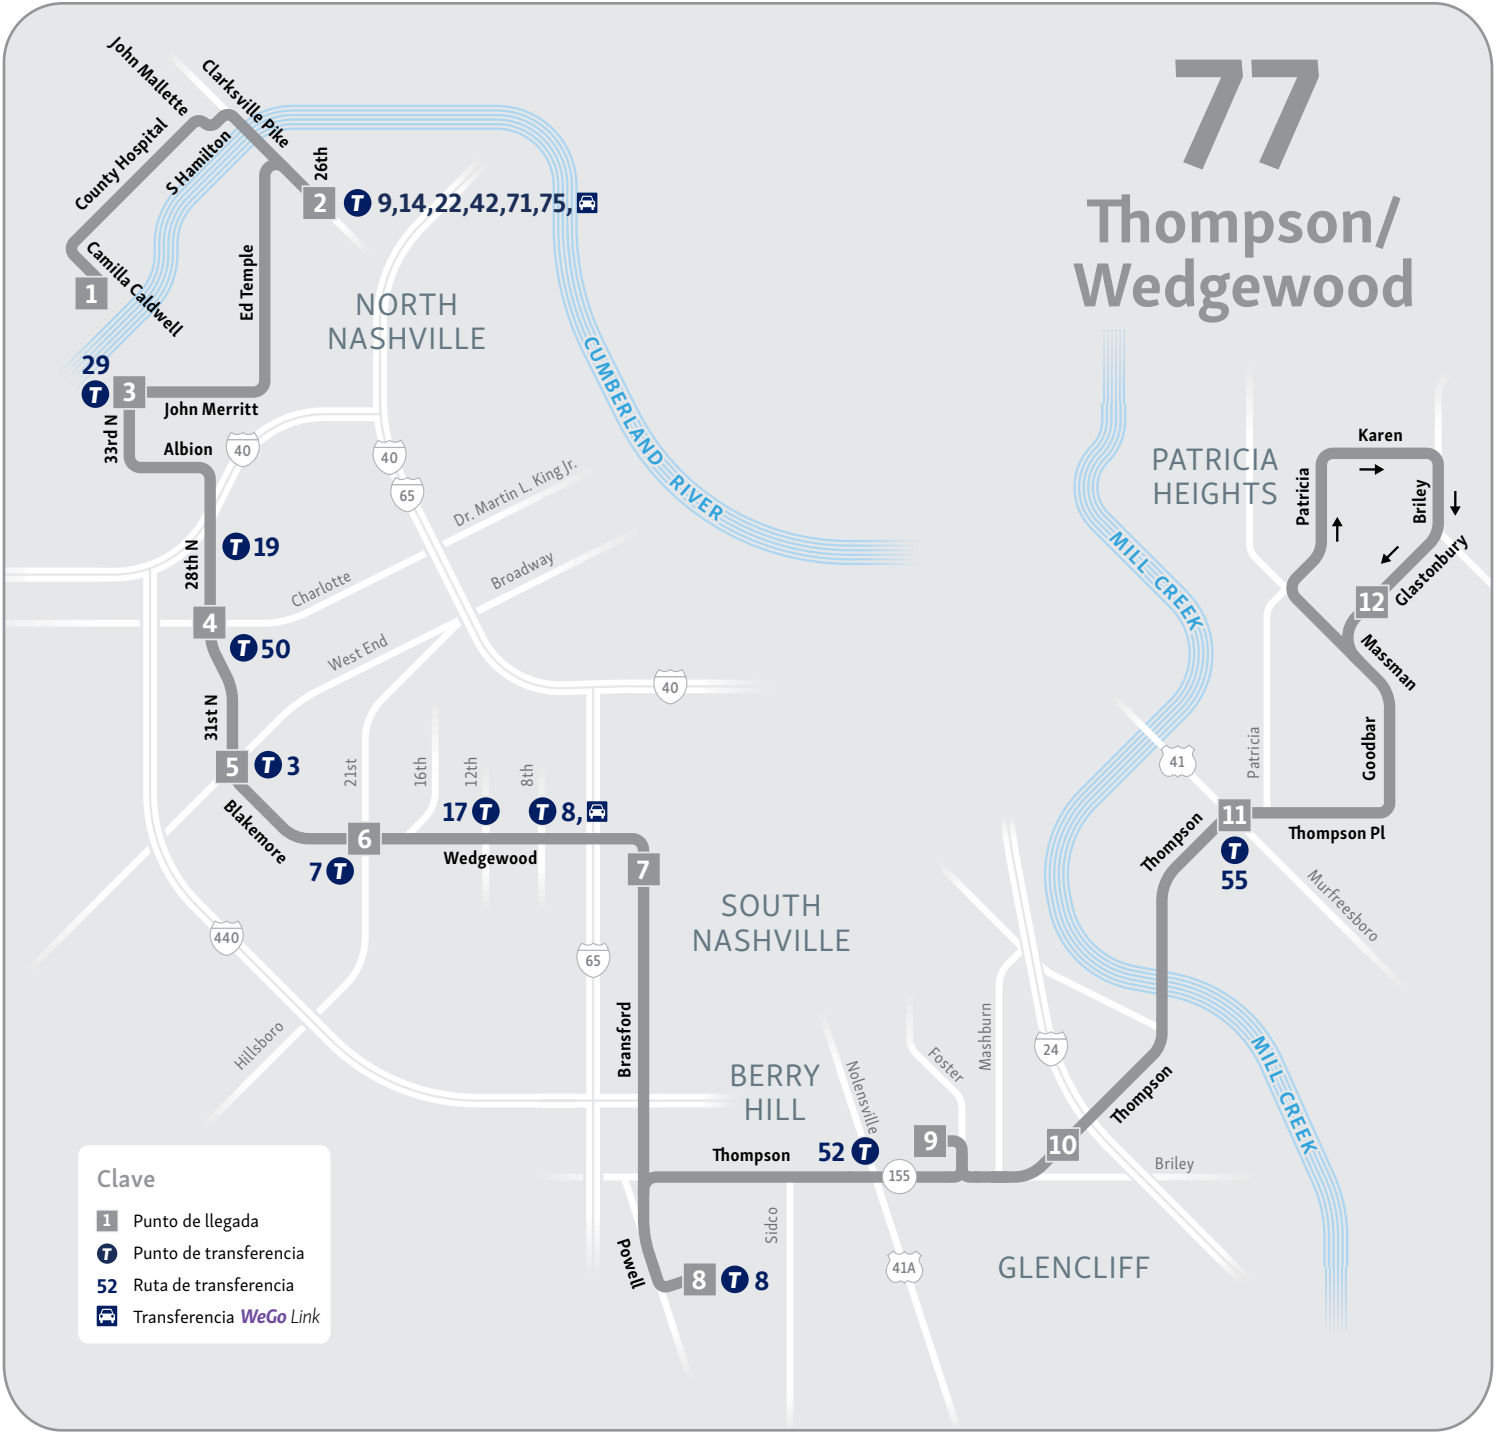 77
Thompson/
Wedgewood
John Mallette
Clarksville Pike
County Hospital
S Hamilton
26th
2
T 9,14,22,42,71,75,
Camilla Caldwell
1
Ed Temple
NORTH
NASHVILLE
29
T
3
John Merritt
33rd N
Albion
40
40
65
CUMBERLAND RIVER
Dr. Martin L. King Jr.
28th N
T 19
Charlotte
Broadway
4
T 50
West End
40
31st N
5
T 3
21st
16th
12th
8th
17 T
T 8,
Blakemore
6
7 T
Wedgewood
7
440
65
SOUTH
NASHVILLE
Hillsboro
Bransford
BERRY
HILL
Nolensville
Foster
Mashburn
24
Thompson
52 T
9
155
10
Thompson
Briley
Sidco
Powell
8
T 8
41A
GLENCLIFF
PATRICIA
HEIGHTS
Karen
Patricia
Briley
Glastonbury
12
Massman
MILL CREEK
41
Patricia
Goodbar
11
Thompson
Thompson Pl
T
55
Murfreesboro
MILL CREEK
Clave
1 Punto de llegada
T Punto de transferencia
52 Ruta de transferencia
Transferencia WeGo Link